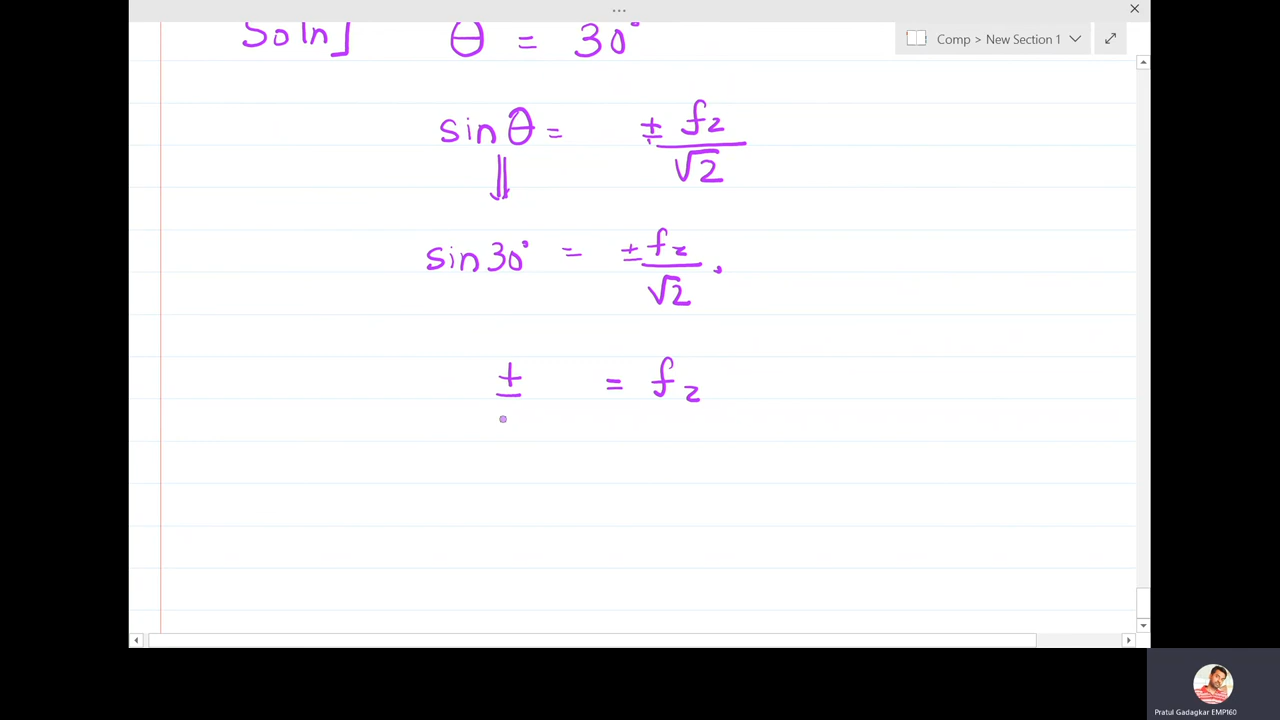 ...
Comp > New Section 1
Soln] θ = 30°
sin θ = ± f₂/√2
sin 30° = ± f₂/√2 .
± = f₂
Pratul Gadagkar EMP160